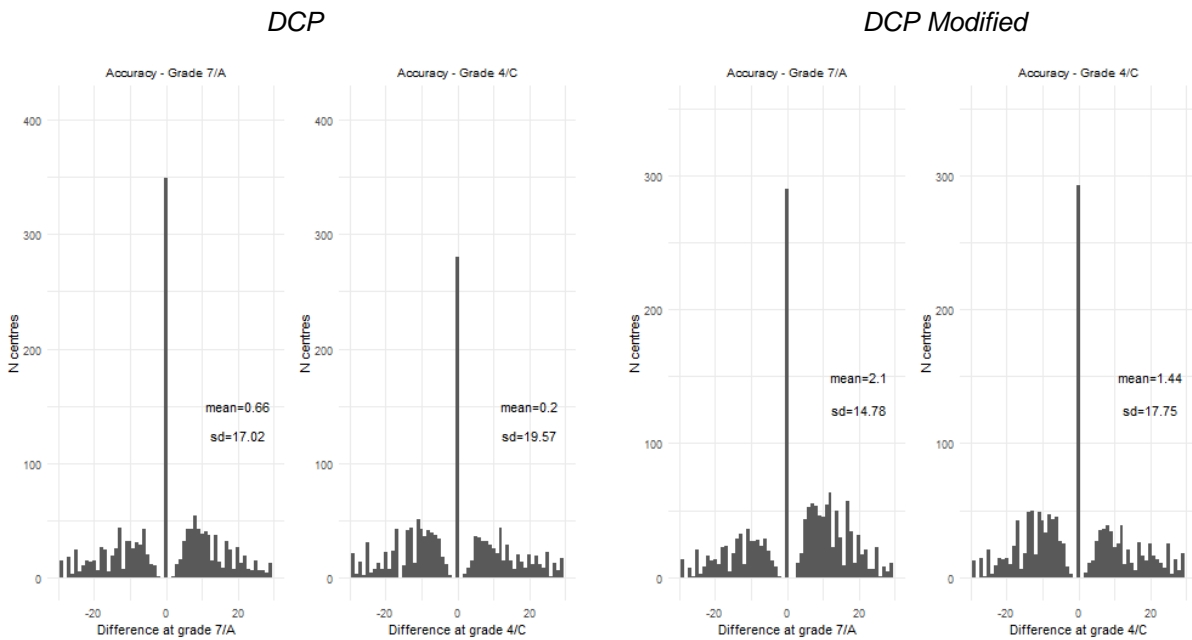 DCP
DCP Modified
Accuracy - Grade 7/A
Accuracy - Grade 4/C
Accuracy - Grade 7/A
Accuracy - Grade 4/C
400
300
200
100
0
N centres
mean=0.66
sd=17.02
-20 0 20
Difference at grade 7/A
400
300
200
100
0
N centres
mean=0.2
sd=19.57
-20 0 20
Difference at grade 4/C
300
200
100
0
N centres
mean=2.1
sd=14.78
-20 0 20
Difference at grade 7/A
300
200
100
0
N centres
mean=1.44
sd=17.75
-20 0 20
Difference at grade 4/C